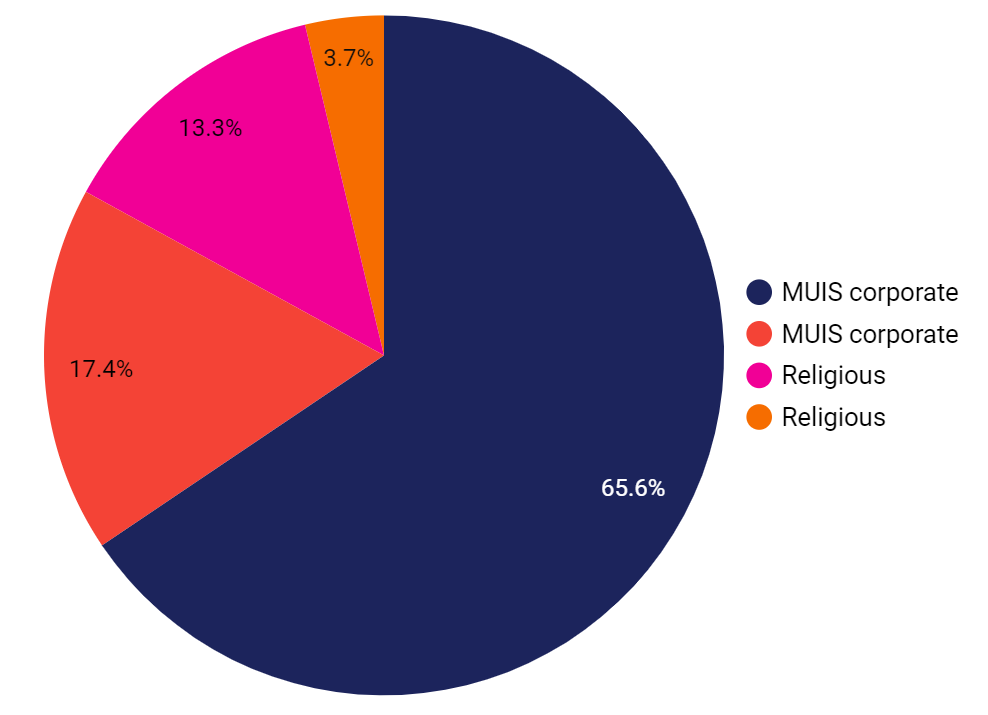 3.7%
13.3%
17.4%
65.6%
MUIS corporate
MUIS corporate
Religious
Religious